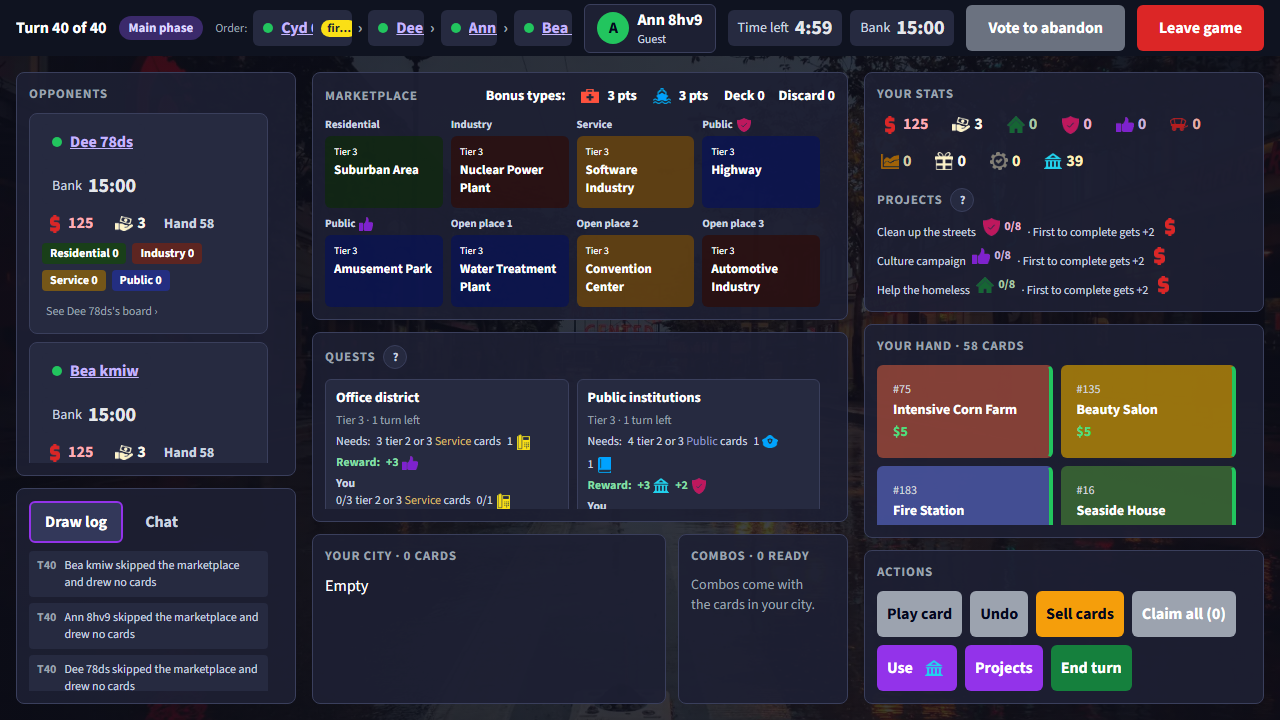 Turn 40 of 40
Main phase
Order:
Cyd
fir...
›
Dee
›
Ann
›
Bea
A
Ann 8hv9
Guest
Time left 4:59
Bank 15:00
Vote to abandon
Leave game
OPPONENTS
Dee 78ds
Bank 15:00
125
3
Hand 58
Residential 0
Industry 0
Service 0
Public 0
See Dee 78ds's board ›
Bea kmiw
Bank 15:00
125
3
Hand 58
Draw log
Chat
T40 Bea kmiw skipped the marketplace
and drew no cards
T40 Ann 8hv9 skipped the marketplace and
drew no cards
T40 Dee 78ds skipped the marketplace and
drew no cards
MARKETPLACE
Bonus types: 3 pts 3 pts Deck 0 Discard 0
Residential
Tier 3
Suburban Area
Industry
Tier 3
Nuclear Power
Plant
Service
Tier 3
Software
Industry
Public
Tier 3
Highway
Public
Tier 3
Amusement Park
Open place 1
Tier 3
Water Treatment
Plant
Open place 2
Tier 3
Convention
Center
Open place 3
Tier 3
Automotive
Industry
QUESTS ?
Office district
Tier 3 · 1 turn left
Needs: 3 tier 2 or 3 Service cards 1
Reward: +3
You
0/3 tier 2 or 3 Service cards 0/1
Public institutions
Tier 3 · 1 turn left
Needs: 4 tier 2 or 3 Public cards 1
1
Reward: +3 +2
You
YOUR CITY · 0 CARDS
Empty
COMBOS · 0 READY
Combos come with
the cards in your city.
YOUR STATS
125 3 0 0 0 0
0 0 0 39
PROJECTS ?
Clean up the streets 0/8 · First to complete gets +2
Culture campaign 0/8 · First to complete gets +2
Help the homeless 0/8 · First to complete gets +2
YOUR HAND · 58 CARDS
#75
Intensive Corn Farm
$5
#135
Beauty Salon
$5
#183
Fire Station
#16
Seaside House
ACTIONS
Play card
Undo
Sell cards
Claim all (0)
Use
Projects
End turn